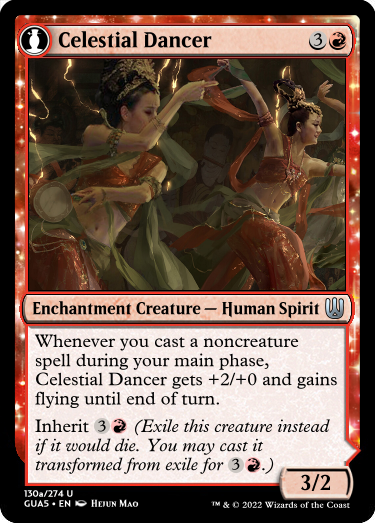 Celestial Dancer 3
Enchantment Creature — Human Spirit
Whenever you cast a noncreature
spell during your main phase,
Celestial Dancer gets +2/+0 and gains
flying until end of turn.
Inherit 3 (Exile this creature instead
if it would die. You may cast it
transformed from exile for 3 .)
3/2
130a/274 U
GUA5 • EN Hejun Mao
™ & © 2022 Wizards of the Coast